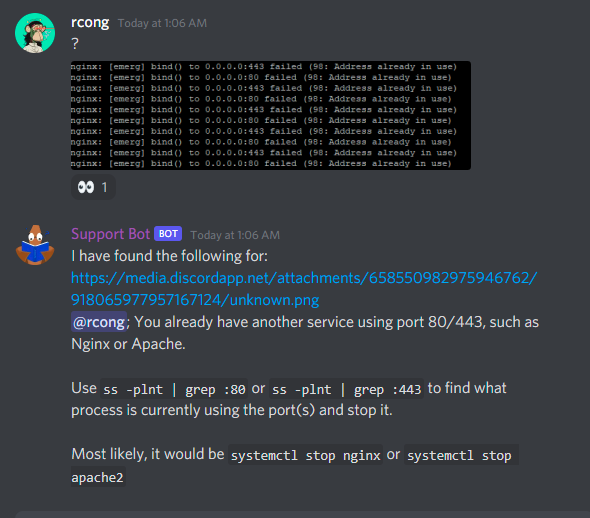 rcong Today at 1:06 AM
?
nginx: [emerg] bind() to 0.0.0.0:443 failed (98: Address already in use)
nginx: [emerg] bind() to 0.0.0.0:80 failed (98: Address already in use)
nginx: [emerg] bind() to 0.0.0.0:443 failed (98: Address already in use)
nginx: [emerg] bind() to 0.0.0.0:80 failed (98: Address already in use)
nginx: [emerg] bind() to 0.0.0.0:443 failed (98: Address already in use)
nginx: [emerg] bind() to 0.0.0.0:80 failed (98: Address already in use)
nginx: [emerg] bind() to 0.0.0.0:443 failed (98: Address already in use)
nginx: [emerg] bind() to 0.0.0.0:80 failed (98: Address already in use)
nginx: [emerg] bind() to 0.0.0.0:443 failed (98: Address already in use)
nginx: [emerg] bind() to 0.0.0.0:80 failed (98: Address already in use)
👀 1
Support Bot BOT Today at 1:06 AM
I have found the following for:
https://media.discordapp.net/attachments/658550982975946762/
918065977957167124/unknown.png
@rcong; You already have another service using port 80/443, such as
Nginx or Apache.
Use ss -plnt | grep :80 or ss -plnt | grep :443 to find what
process is currently using the port(s) and stop it.
Most likely, it would be systemctl stop nginx or systemctl stop
apache2